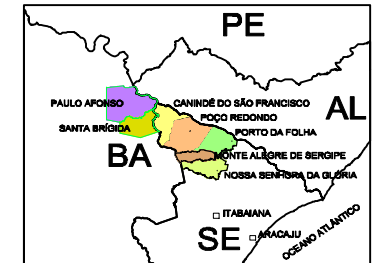 PE
PAULO AFONSO
CANINDÉ DO SÃO FRANCISCO
AL
POÇO REDONDO
SANTA BRÍGIDA
PORTO DA FOLHA
BA
MONTE ALEGRE DE SERGIPE
NOSSA SENHORA DA GLÓRIA
ITABAIANA
SE
ARACAJU
OCEANO ATLÂNTICO